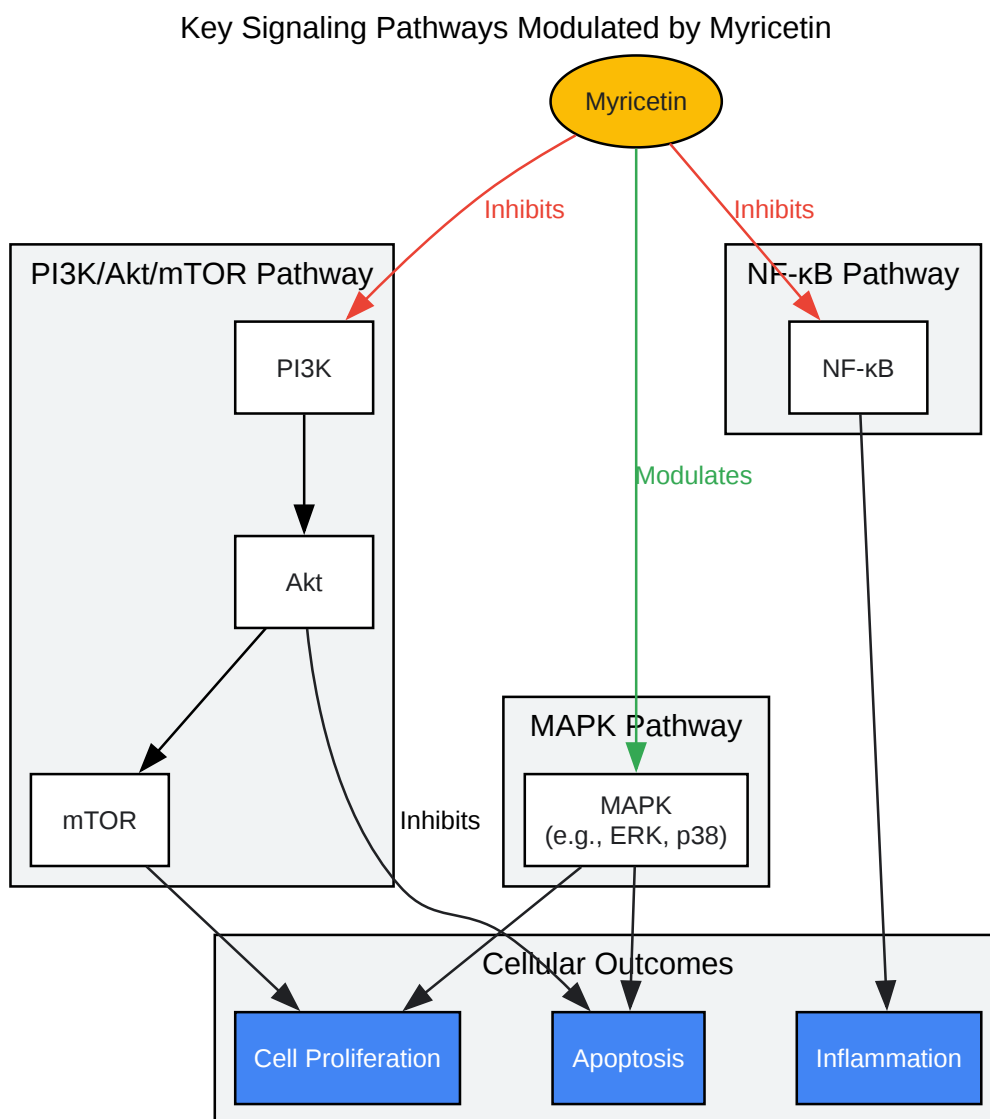 Key Signaling Pathways Modulated by Myricetin
Myricetin
Inhibits
Inhibits
PI3K/Akt/mTOR Pathway
NF-κB Pathway
PI3K
NF-κB
Modulates
Akt
MAPK Pathway
mTOR
Inhibits
MAPK
(e.g., ERK, p38)
Cellular Outcomes
Cell Proliferation
Apoptosis
Inflammation